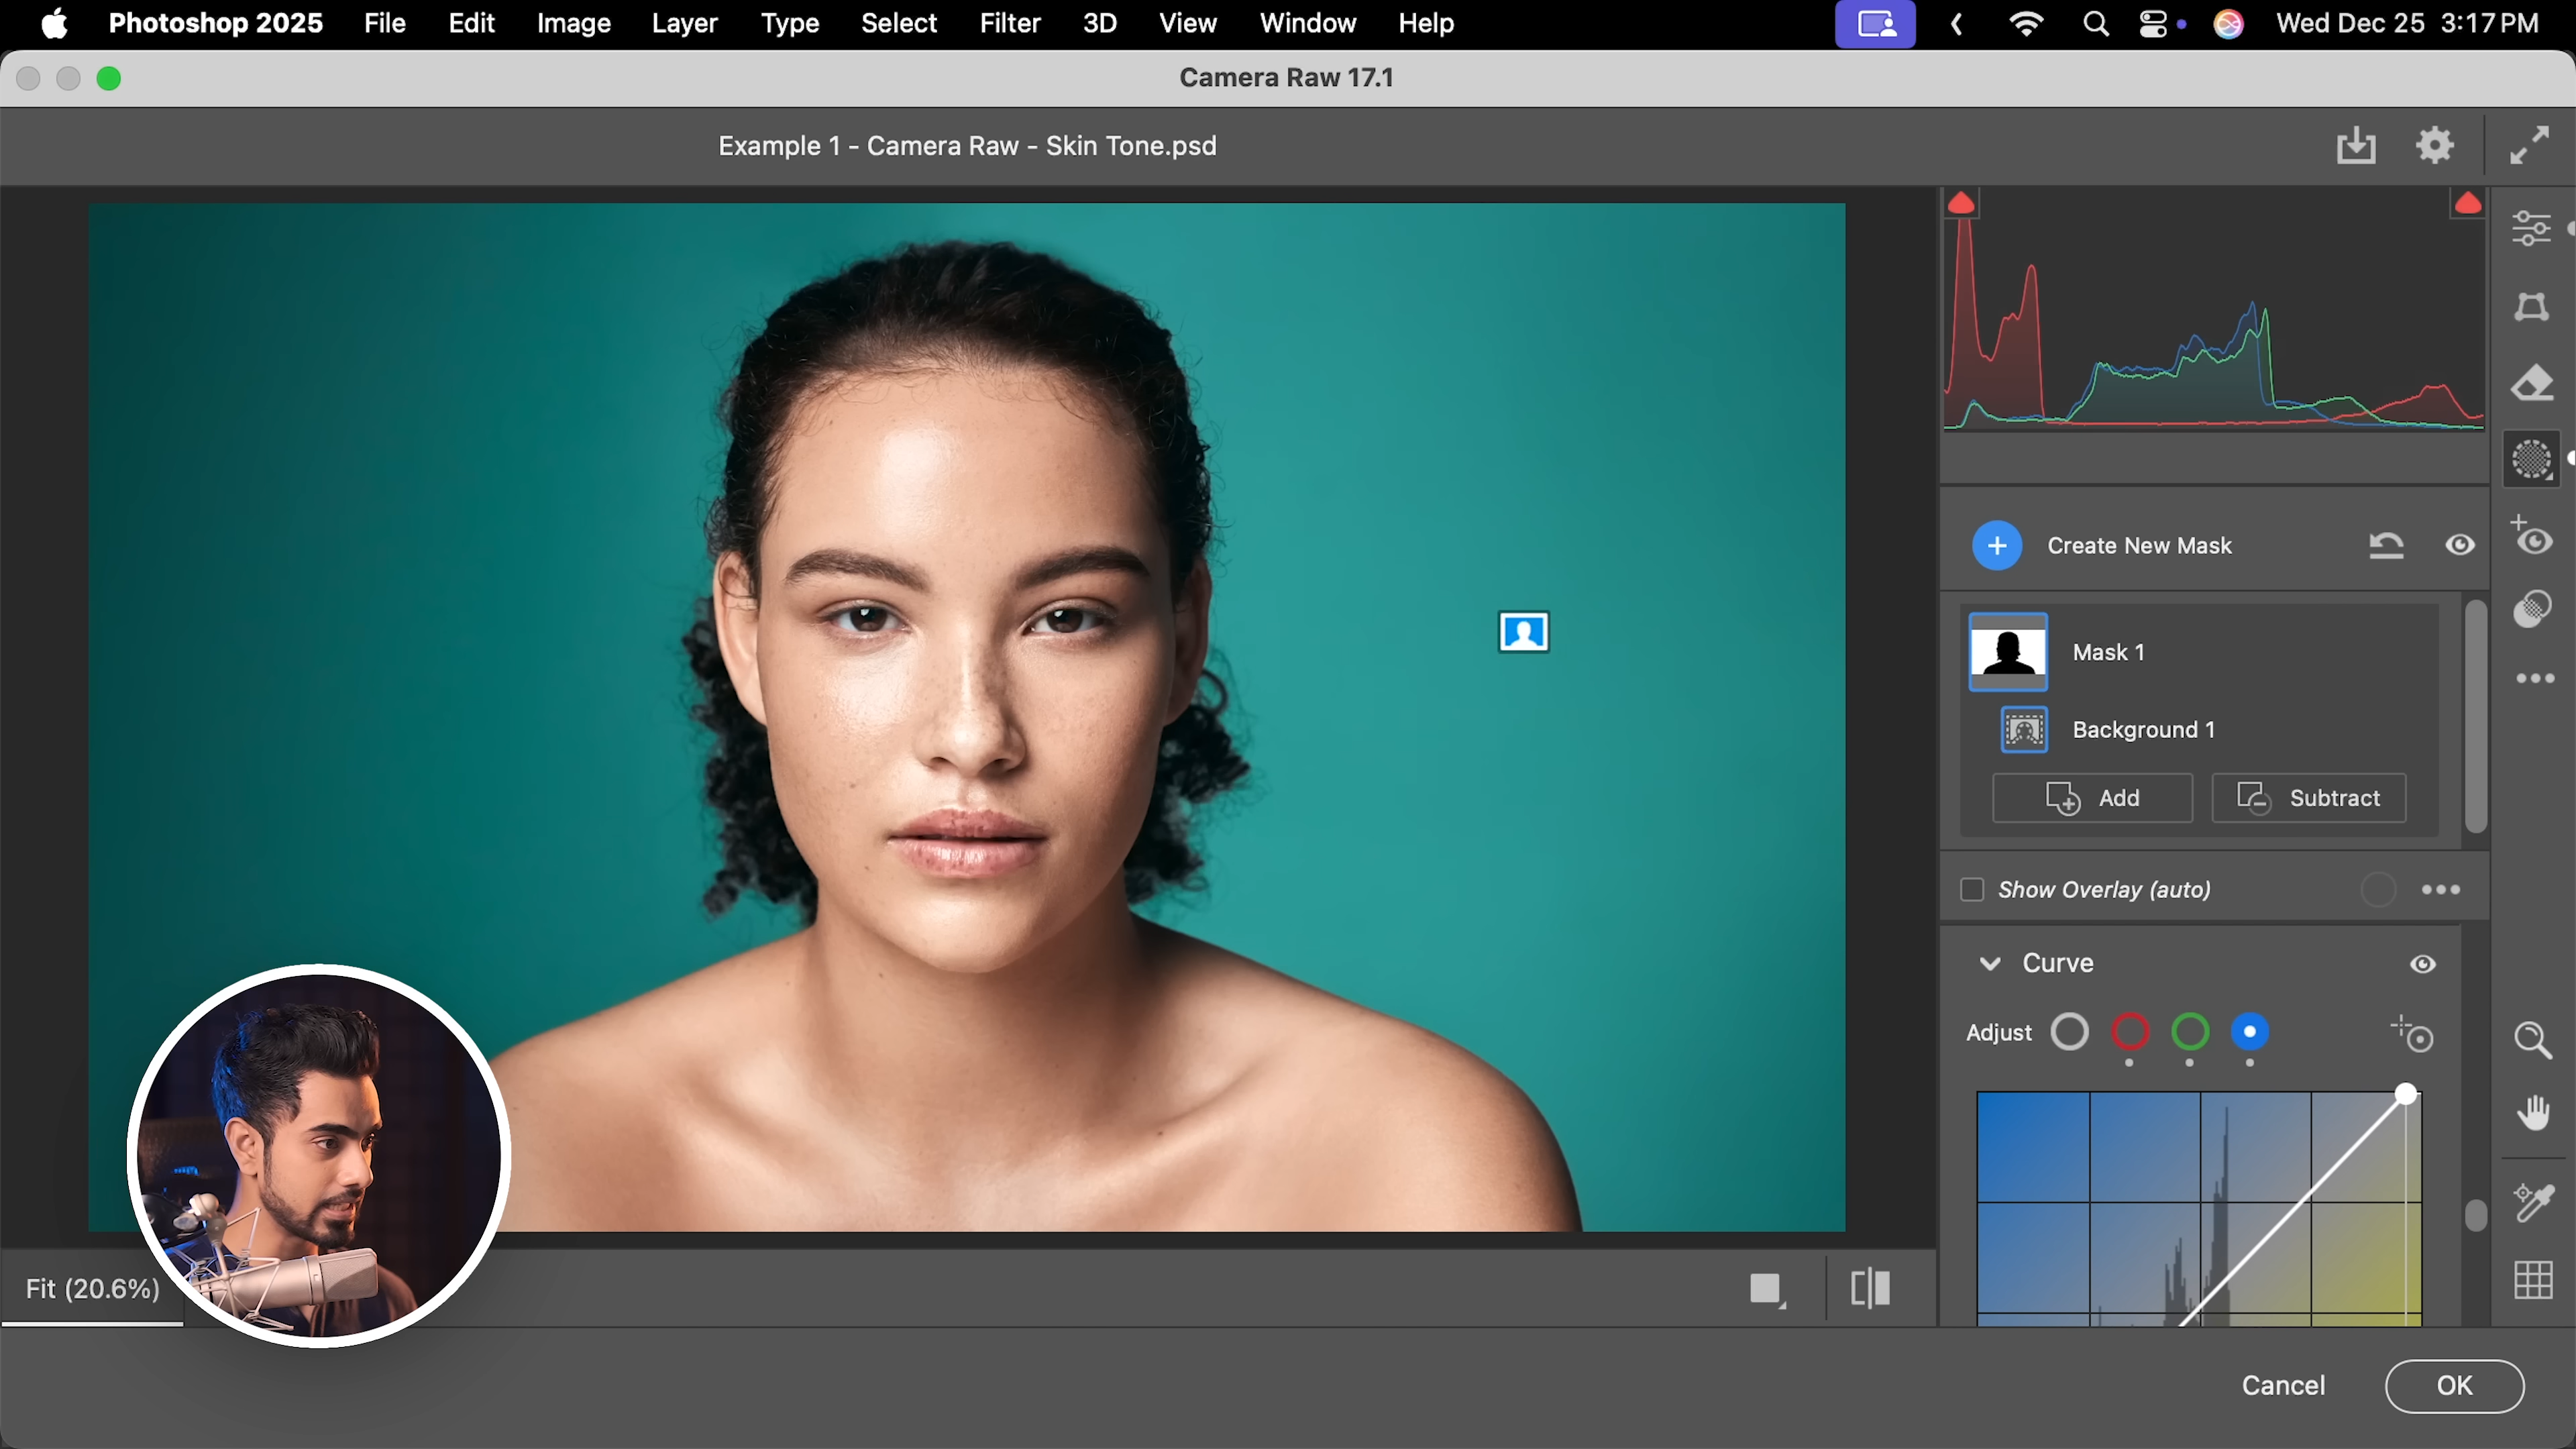 Photoshop 2025 File Edit Image Layer Type Select Filter 3D View Window Help Wed Dec 25 3:17 PM
Camera Raw 17.1
Example 1 - Camera Raw - Skin Tone.psd
Create New Mask
Mask 1
Background 1
Add Subtract
Show Overlay (auto)
Curve
Adjust
Fit (20.6%)
Cancel OK